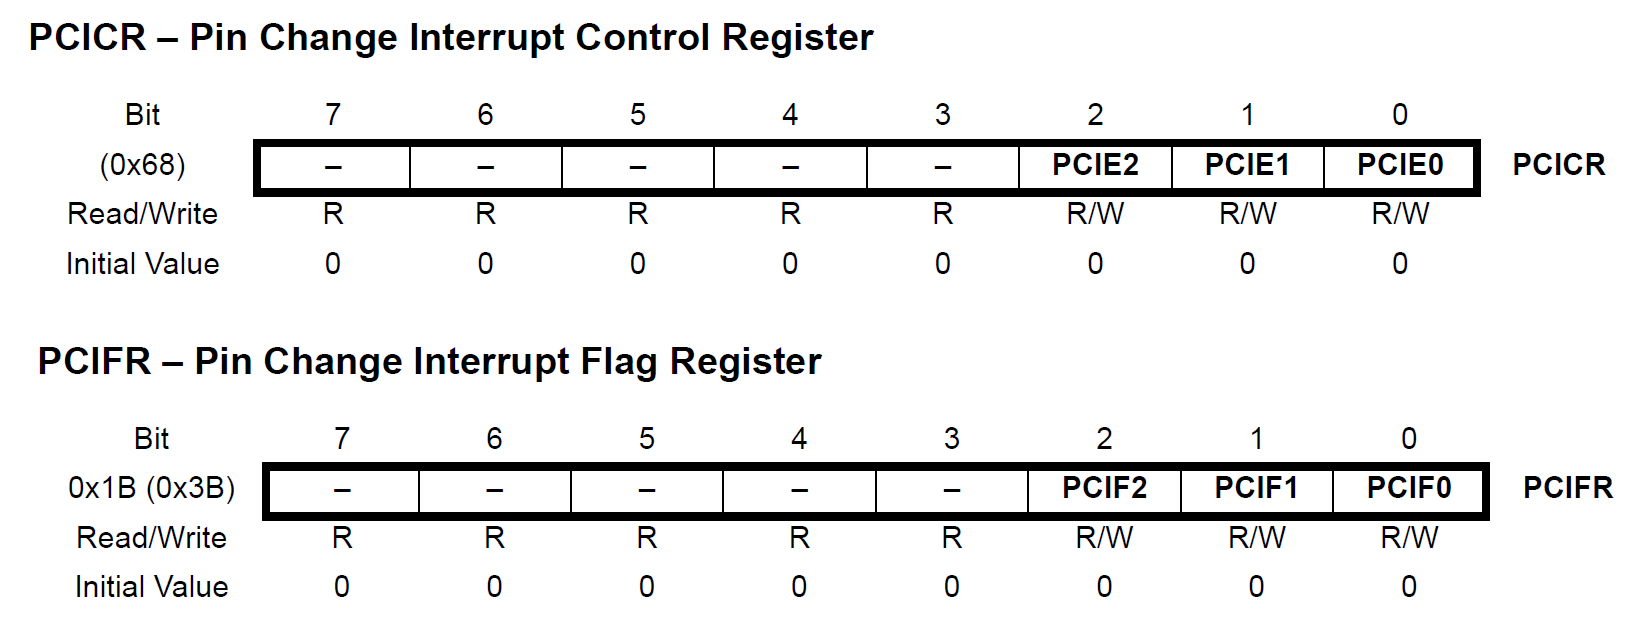 PCICR – Pin Change Interrupt Control Register
Bit 7 6 5 4 3 2 1 0
(0x68) – – – – – PCIE2 PCIE1 PCIE0 PCICR
Read/Write R R R R R R/W R/W R/W
Initial Value 0 0 0 0 0 0 0 0
PCIFR – Pin Change Interrupt Flag Register
Bit 7 6 5 4 3 2 1 0
0x1B (0x3B) – – – – – PCIF2 PCIF1 PCIF0 PCIFR
Read/Write R R R R R R/W R/W R/W
Initial Value 0 0 0 0 0 0 0 0